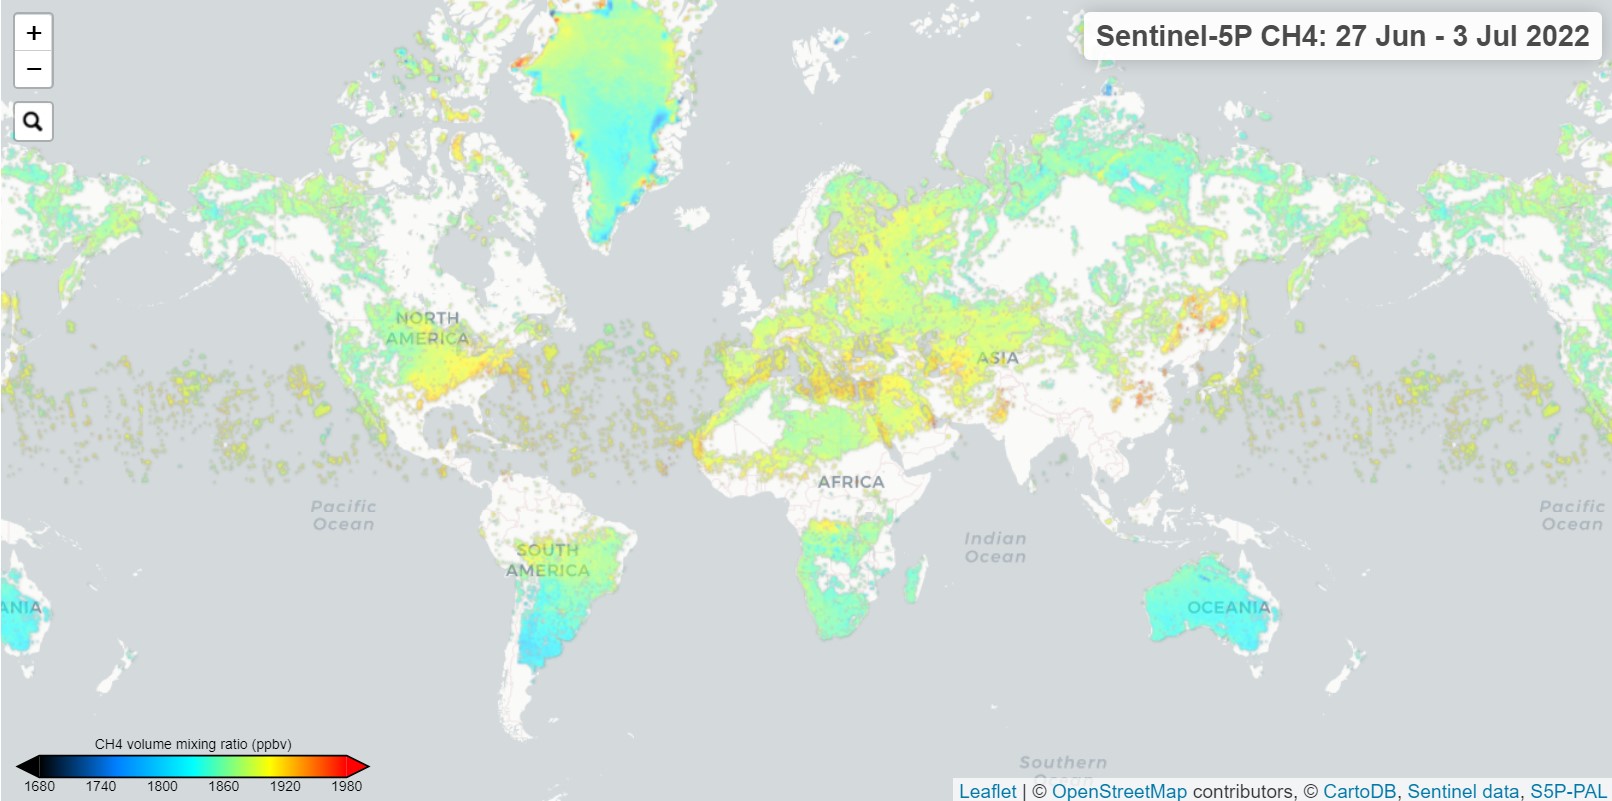 +
Sentinel-5P CH4: 27 Jun - 3 Jul 2022
−
NORTH
AMERICA
ASIA
AFRICA
Pacific
Ocean
Pacific
Ocean
Indian
Ocean
SOUTH
AMERICA
ANIA
OCEANIA
CH4 volume mixing ratio (ppbv)
1680 1740 1800 1860 1920 1980
Southern
Ocean
Leaflet | © OpenStreetMap contributors, © CartoDB, Sentinel data, S5P-PAL